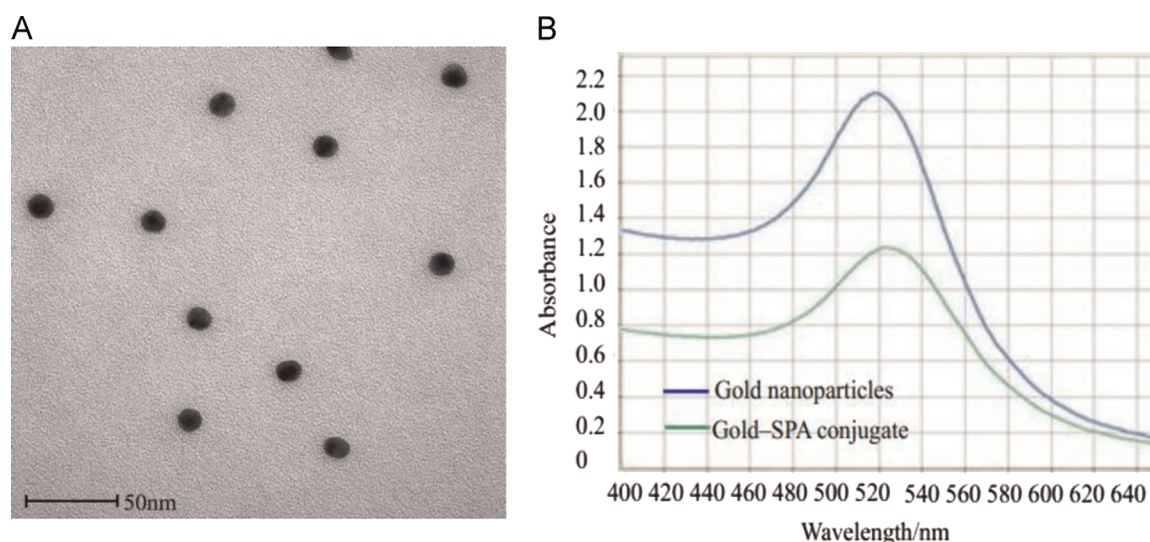 A
50nm
B
2.2
2.0
1.8
1.6
1.4
1.2
1.0
0.8
0.6
0.4
0.2
0
Absorbance
Gold nanoparticles
Gold–SPA conjugate
400 420 440 460 480 500 520 540 560 580 600 620 640
Wavelength/nm